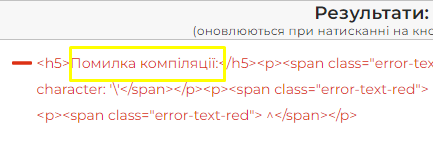 Результати:
(оновлюються при натисканні на кно
<h5>Помилка компіляції:</h5><p><span class="error-tex
character: '\'</span></p><p><span class="error-text-red">
<p><span class="error-text-red"> ^</span></p>